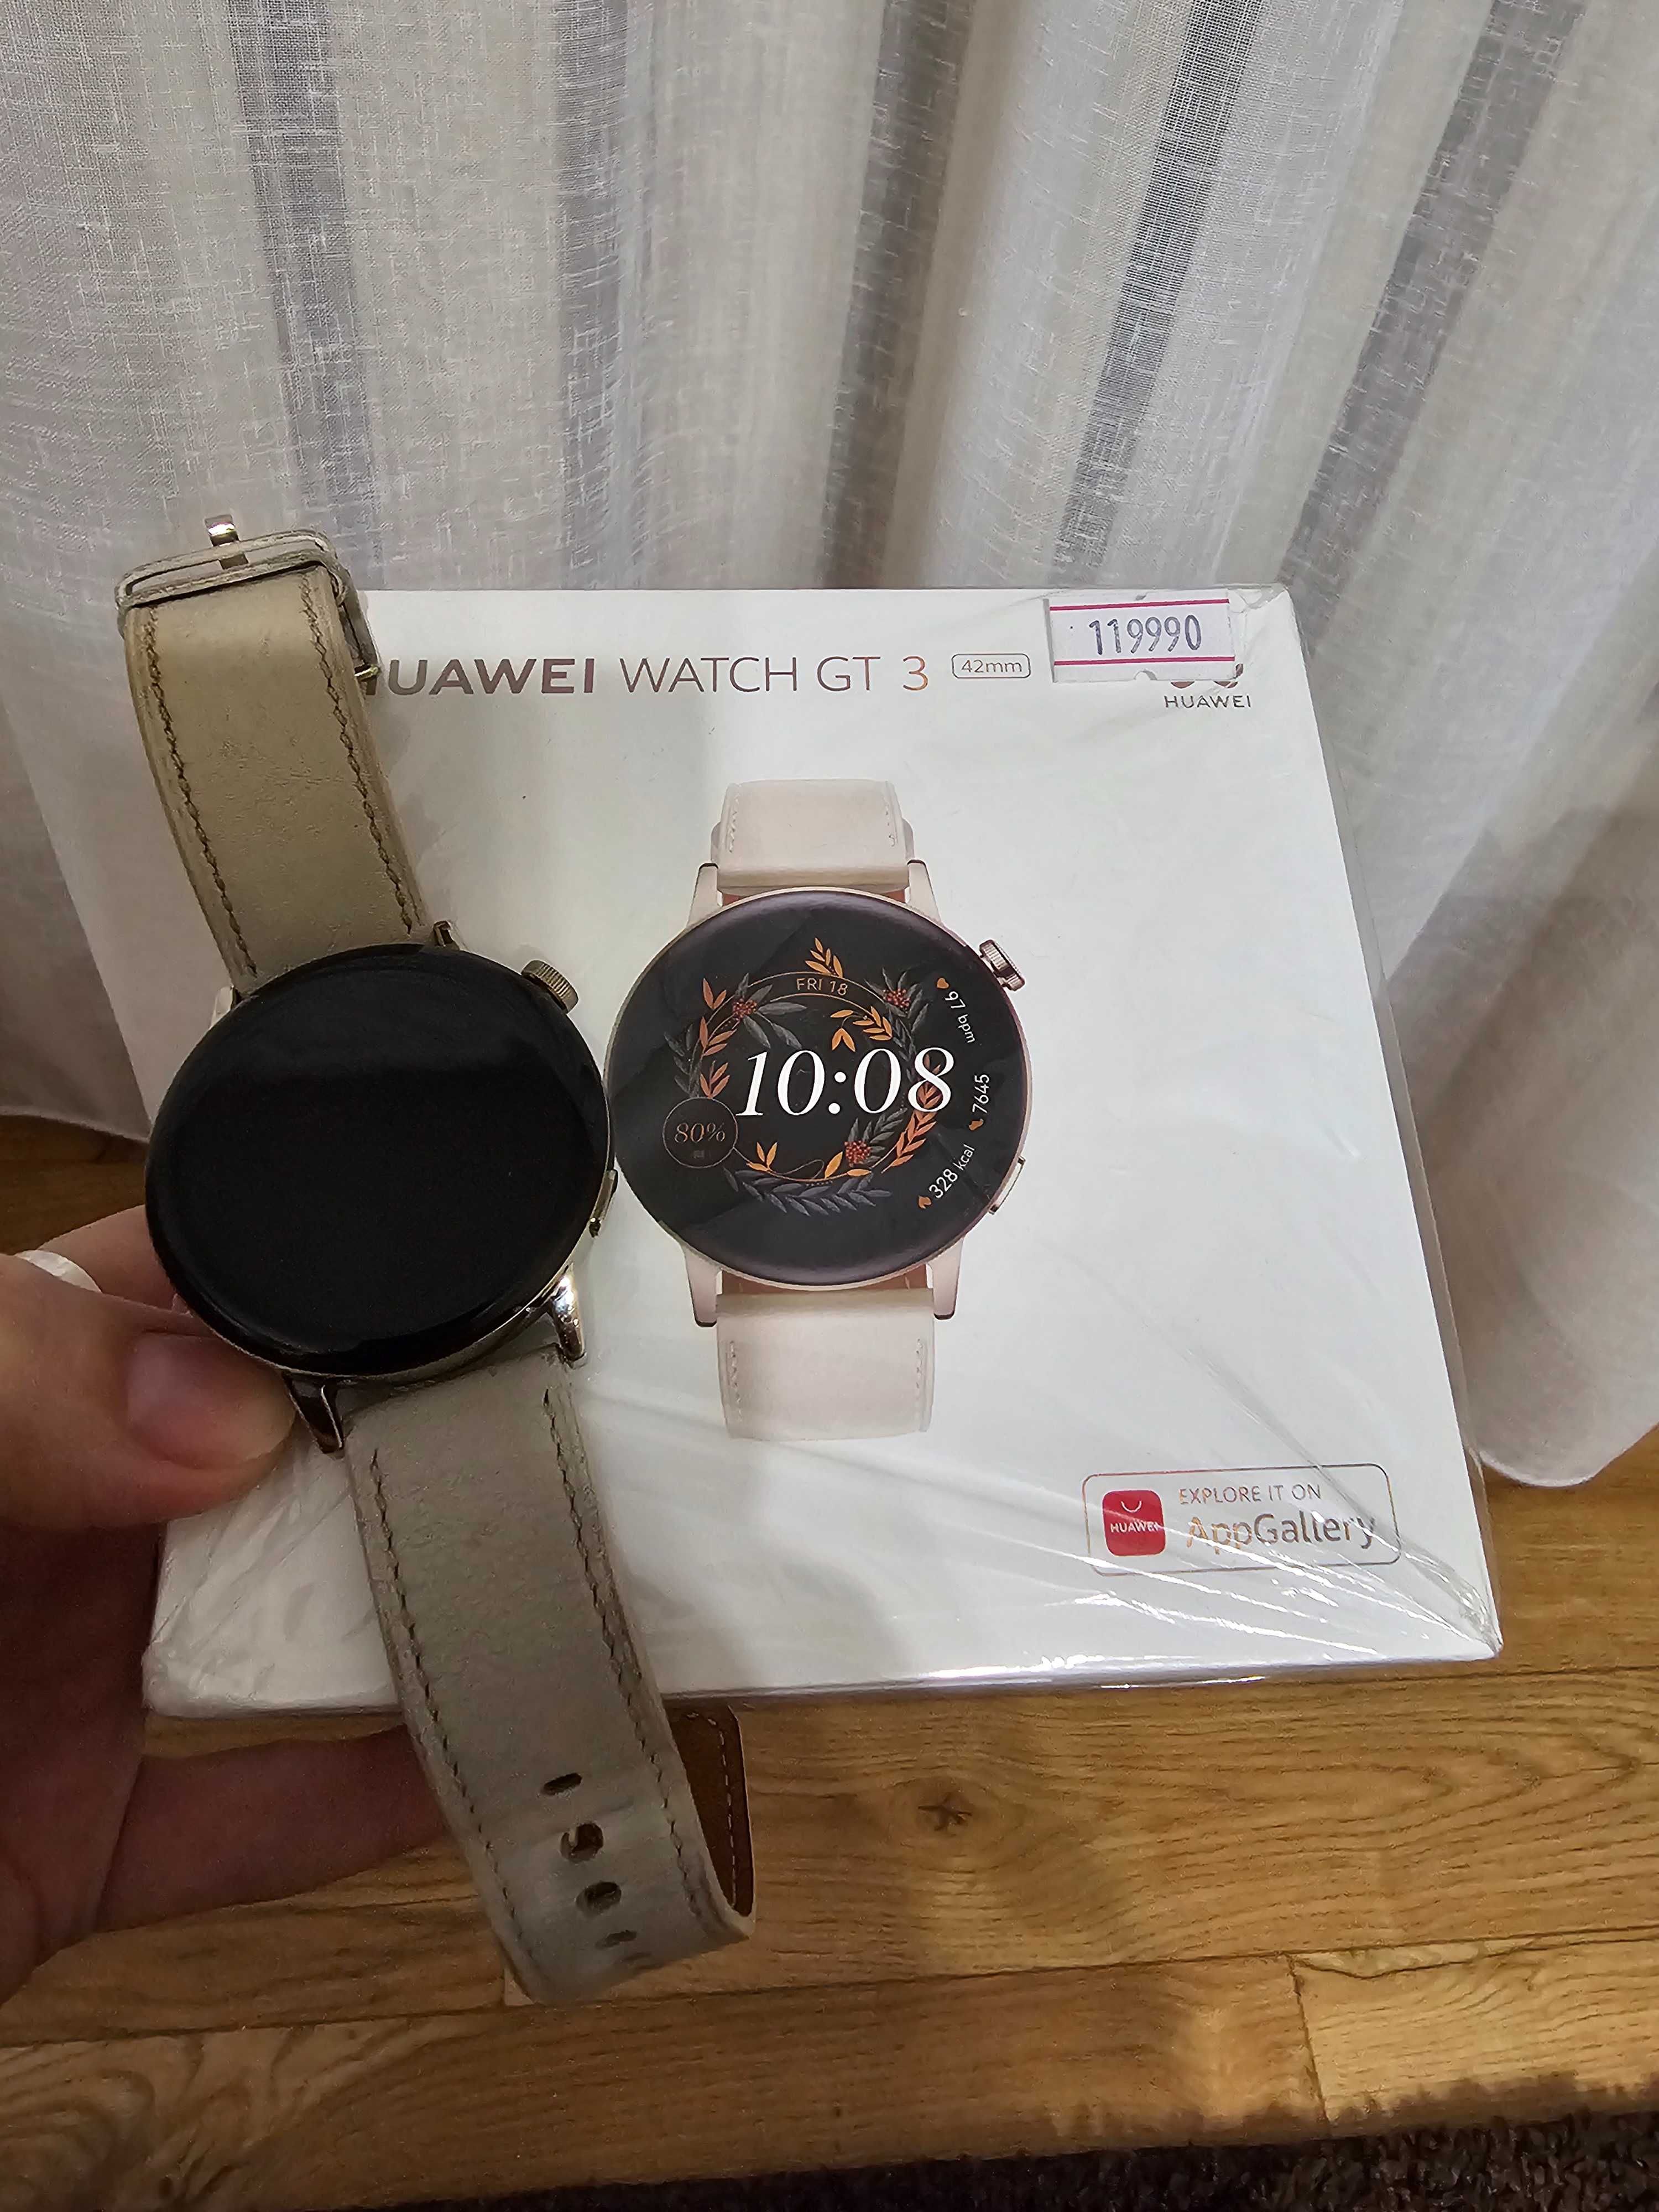 119990
HUAWEI WATCH GT 3 42mm
HUAWEI
FRI 18
97 bpm
10:08
7645
80%
328 kcal
EXPLORE IT ON
HUAWEI
AppGallery